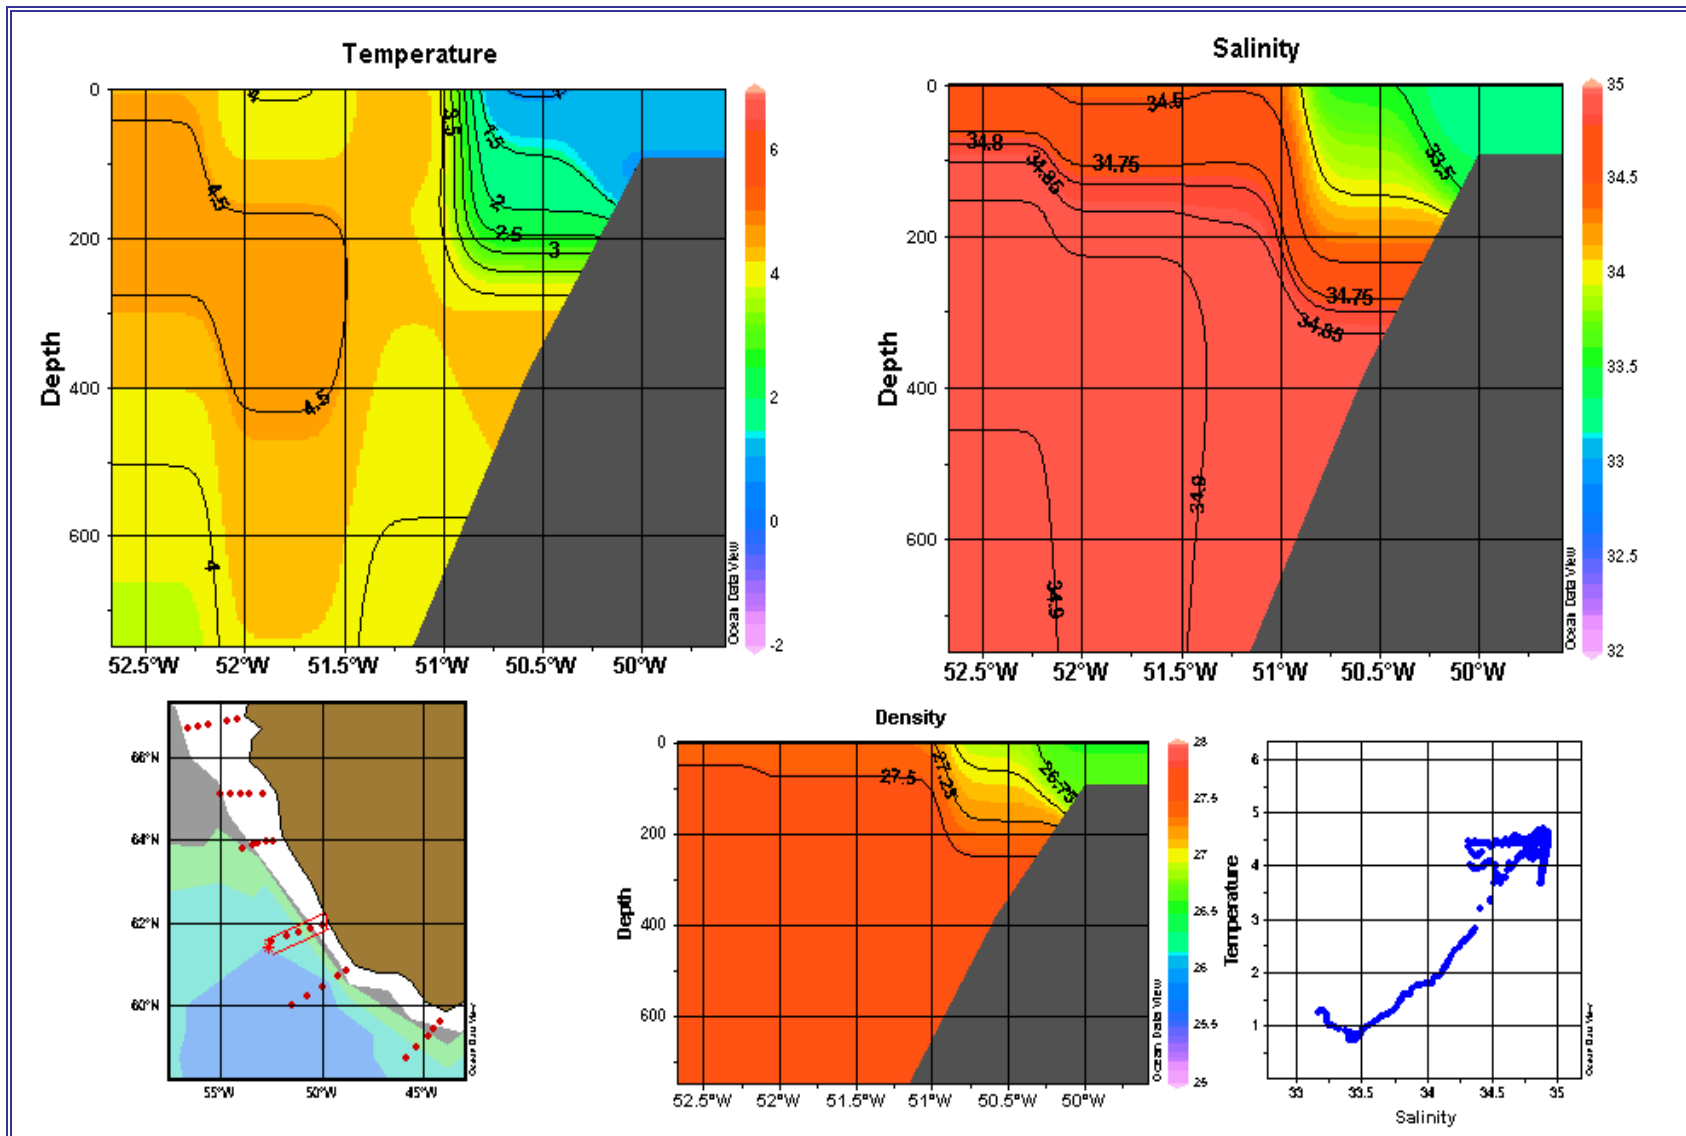 Temperature
Salinity
0
200
400
600
Depth
52.5°W 52°W 51.5°W 51°W 50.5°W 50°W
4
4.5
4.5
4
3.5
1.5
1
2
2.5
3
6
4
2
0
-2
Ocean Data View
0
200
400
600
Depth
52.5°W 52°W 51.5°W 51°W 50.5°W 50°W
34.5
34.8
34.85
34.75
33.5
34.75
34.85
34.9
34.9
35
34.5
34
33.5
33
32.5
32
Ocean Data View
66°N
64°N
62°N
60°N
55°W 50°W 45°W
Ocean Data View
Density
0
200
400
600
Depth
52.5°W 52°W 51.5°W 51°W 50.5°W 50°W
27.5
27.25
26.75
28
27.5
27
26.5
26
25.5
25
Ocean Data View
6
5
4
3
2
1
Temperature
33 33.5 34 34.5 35
Salinity
Ocean Data View